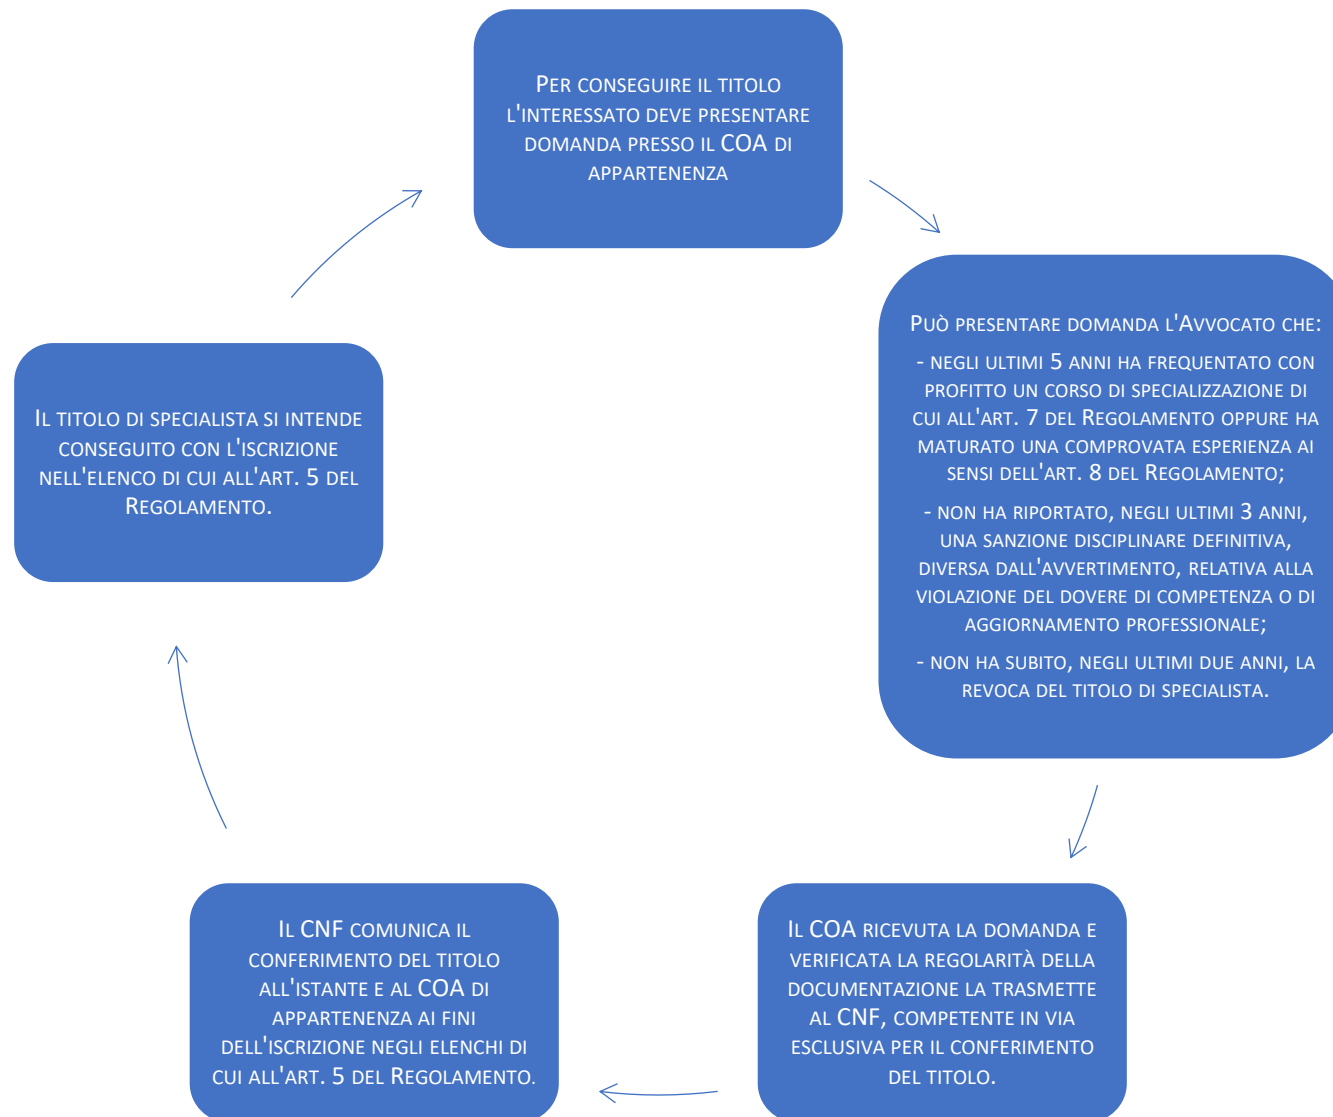 Per conseguire il titolo
l'interessato deve presentare
domanda presso il COA di
appartenenza
Può presentare domanda l'Avvocato che:
- negli ultimi 5 anni ha frequentato con
profitto un corso di specializzazione di
cui all'art. 7 del Regolamento oppure ha
maturato una comprovata esperienza ai
sensi dell'art. 8 del Regolamento;
- non ha riportato, negli ultimi 3 anni,
una sanzione disciplinare definitiva,
diversa dall'avvertimento, relativa alla
violazione del dovere di competenza o di
aggiornamento professionale;
- non ha subito, negli ultimi due anni, la
revoca del titolo di specialista.
Il COA ricevuta la domanda e
verificata la regolarità della
documentazione la trasmette
al CNF, competente in via
esclusiva per il conferimento
del titolo.
Il CNF comunica il
conferimento del titolo
all'istante e al COA di
appartenenza ai fini
dell'iscrizione negli elenchi di
cui all'art. 5 del Regolamento.
Il titolo di specialista si intende
conseguito con l'iscrizione
nell'elenco di cui all'art. 5 del
Regolamento.